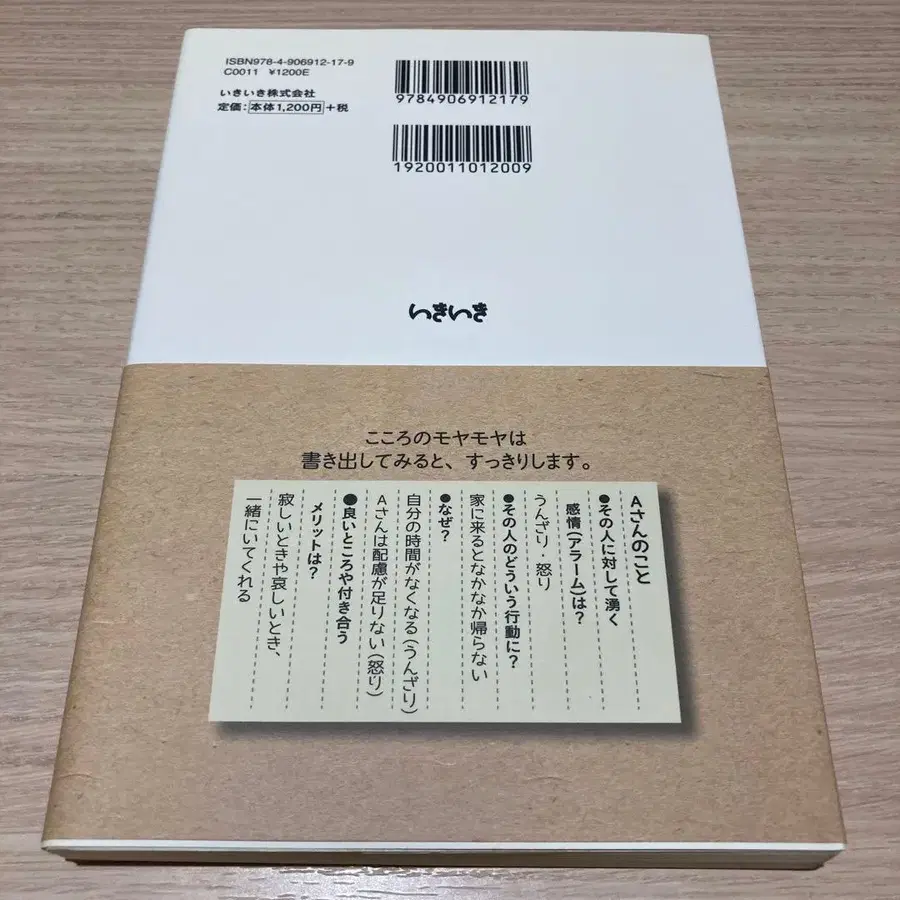 ISBN978-4-906912-17-9
C0011 ¥1200E
いきいき株式会社
定価:本体1,200円+税
9784906912179
1920011012009
いきいき
こころのモヤモヤは
書き出してみると、すっきりします。
Aさんのこと
●その人に対して湧く
感情(アラーム)は?
うんざり・怒り
●その人のどういう行動に?
家に来るとなかなか帰らない
●なぜ?
自分の時間がなくなる(うんざり)
Aさんは配慮が足りない(怒り)
●良いところや付き合う
メリットは?
寂しいときや哀しいとき、
一緒にいてくれる